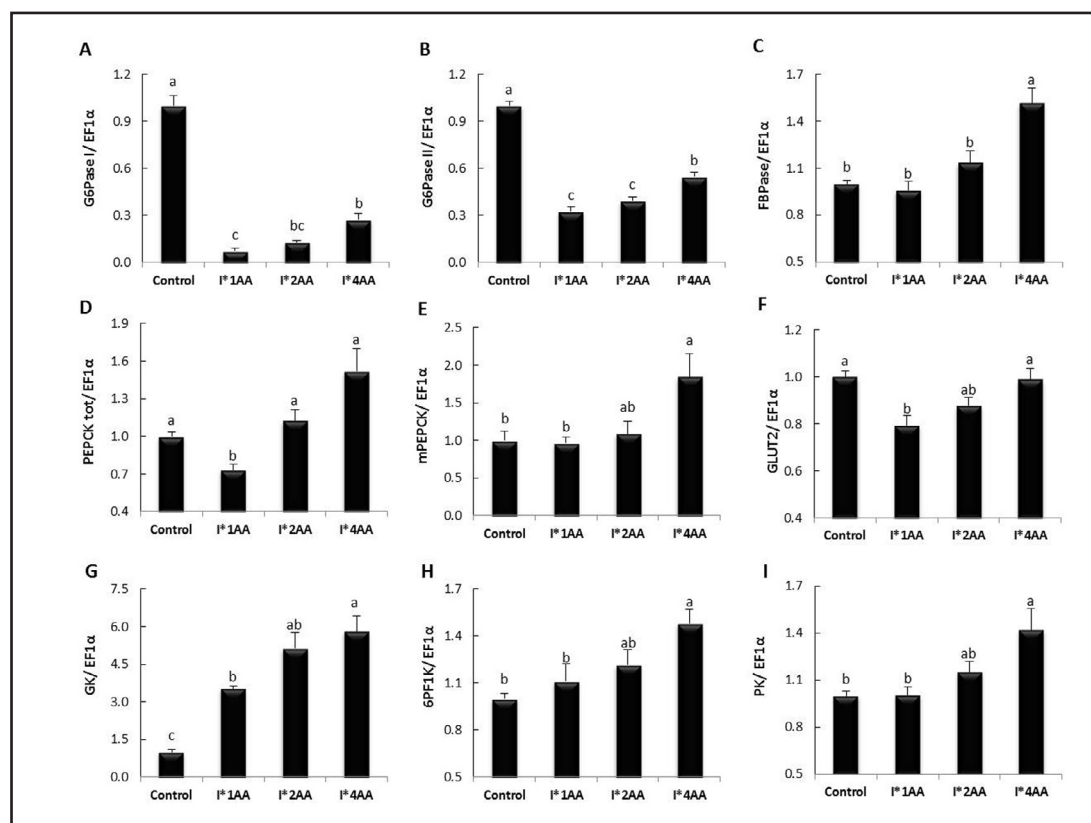 A
G6Pase I/ EF1α
1.2
0.9
0.6
0.3
0.0
a
c
bc
b
Control
I*1AA
I*2AA
I*4AA
B
G6Pase II/ EF1α
1.2
0.9
0.6
0.3
0.0
a
c
c
b
Control
I*1AA
I*2AA
I*4AA
C
FBPase/ EF1α
1.7
1.4
1.1
0.8
0.5
b
b
b
a
Control
I*1AA
I*2AA
I*4AA
D
PEPCK tot/ EF1α
1.9
1.6
1.3
1.0
0.7
0.4
a
b
a
a
Control
I*1AA
I*2AA
I*4AA
E
mPEPCK/ EF1α
2.5
2.0
1.5
1.0
0.5
0.0
b
b
ab
a
Control
I*1AA
I*2AA
I*4AA
F
GLUT2/ EF1α
1.2
1.0
0.8
0.6
0.4
a
b
ab
a
Control
I*1AA
I*2AA
I*4AA
G
GK/ EF1α
7.5
6.0
4.5
3.0
1.5
0.0
c
b
ab
a
Control
I*1AA
I*2AA
I*4AA
H
6PF1K/ EF1α
1.7
1.4
1.1
0.8
0.5
b
b
ab
a
Control
I*1AA
I*2AA
I*4AA
I
PK/ EF1α
1.7
1.4
1.1
0.8
0.5
b
b
ab
a
Control
I*1AA
I*2AA
I*4AA